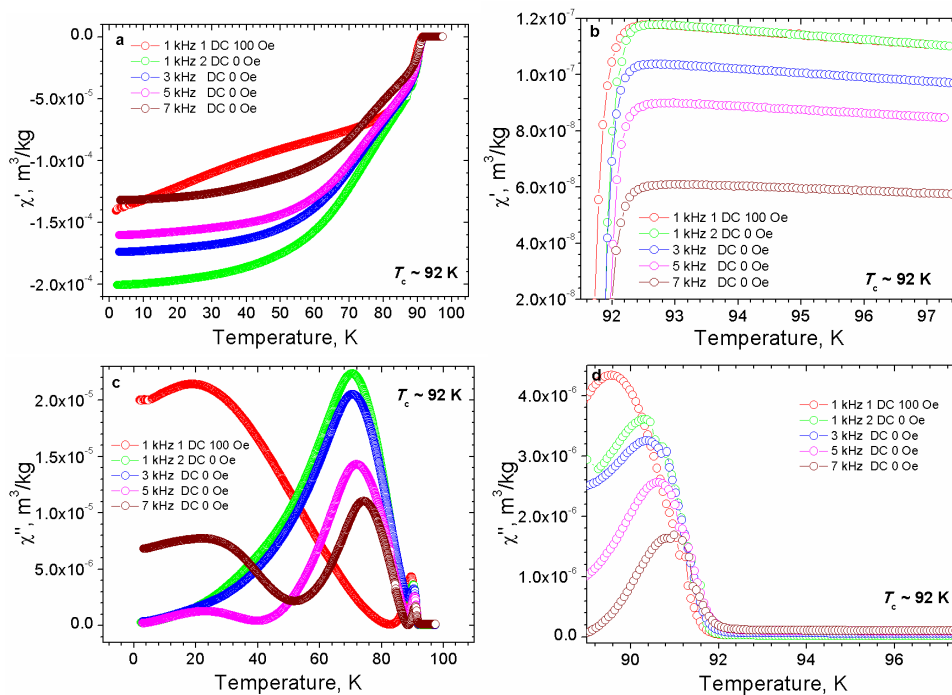 a
1 kHz 1 DC 100 Oe
1 kHz 2 DC 0 Oe
3 kHz DC 0 Oe
5 kHz DC 0 Oe
7 kHz DC 0 Oe
0.0
-5.0x10⁻⁵
-1.0x10⁻⁴
-1.5x10⁻⁴
-2.0x10⁻⁴
χ', m³/kg
Tc ~ 92 K
0 10 20 30 40 50 60 70 80 90 100
Temperature, K
b
1.2x10⁻⁷
1.0x10⁻⁷
8.0x10⁻⁸
6.0x10⁻⁸
4.0x10⁻⁸
2.0x10⁻⁸
χ', m³/kg
1 kHz 1 DC 100 Oe
1 kHz 2 DC 0 Oe
3 kHz DC 0 Oe
5 kHz DC 0 Oe
7 kHz DC 0 Oe
Tc ~ 92 K
92 93 94 95 96 97
Temperature, K
c
Tc ~ 92 K
2.0x10⁻⁵
1.5x10⁻⁵
1.0x10⁻⁵
5.0x10⁻⁶
0.0
χ'', m³/kg
1 kHz 1 DC 100 Oe
1 kHz 2 DC 0 Oe
3 kHz DC 0 Oe
5 kHz DC 0 Oe
7 kHz DC 0 Oe
0 20 40 60 80 100
Temperature, K
d
4.0x10⁻⁶
3.0x10⁻⁶
2.0x10⁻⁶
1.0x10⁻⁶
0.0
χ'', m³/kg
1 kHz 1 DC 100 Oe
1 kHz 2 DC 0 Oe
3 kHz DC 0 Oe
5 kHz DC 0 Oe
7 kHz DC 0 Oe
Tc ~ 92 K
90 92 94 96
Temperature, K